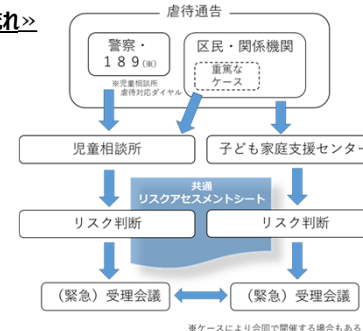 れ≫
虐待通告
警察・
189(※)
※児童相談所
虐待対応ダイヤル
区民・関係機関
重篤な
ケース
児童相談所
子ども家庭支援センター
共通
リスクアセスメントシート
リスク判断
リスク判断
（緊急）受理会議
（緊急）受理会議
※ケースにより合同で開催する場合もある